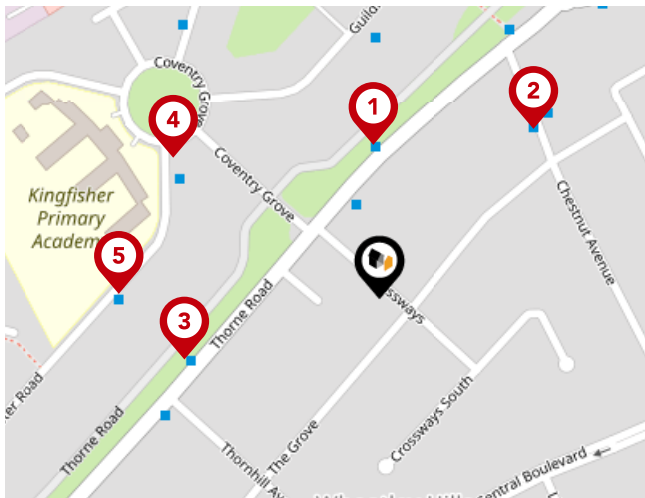 Guild
Coventry Grove
1
2
4
Coventry Grove
Kingfisher
Primary
Academ
Chestnut Avenue
5
ssways
Thorne Road
3
ker Road
Thorne Road
Crossways South
The Grove
Thornhill Av
Central Boulevard